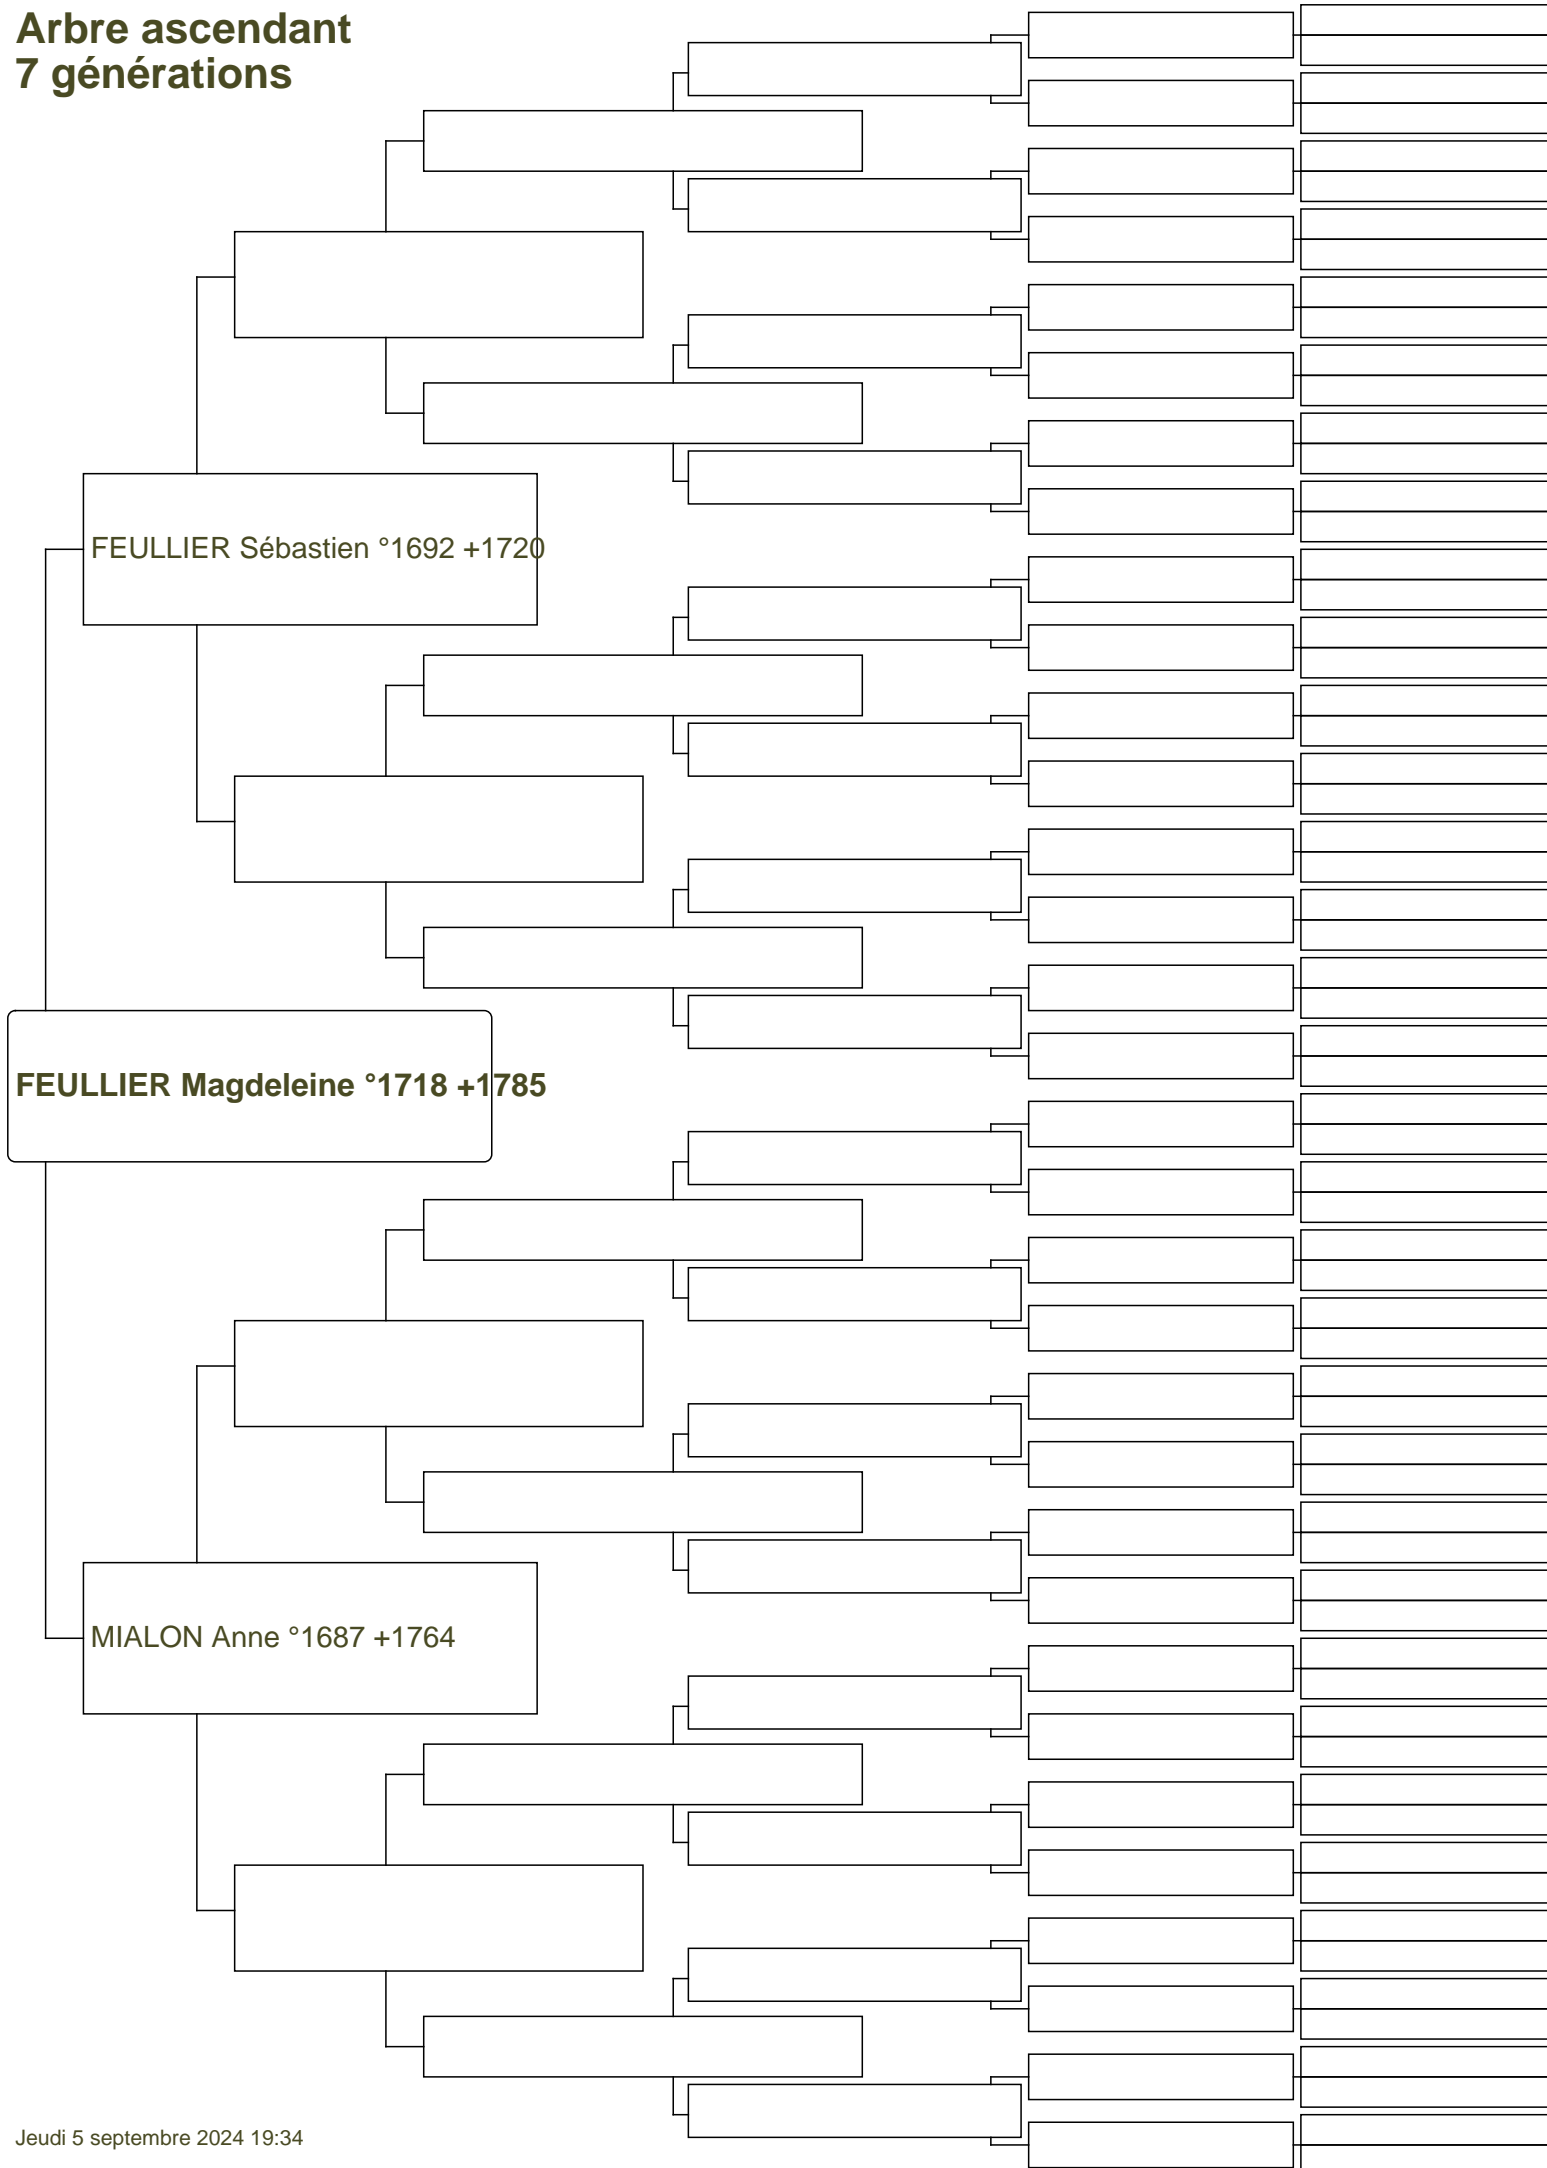 Arbre ascendant
7 générations
FEULLIER Sébastien °1692 +1720
FEULLIER Magdeleine °1718 +1785
MIALON Anne °1687 +1764
Jeudi 5 septembre 2024 19:34